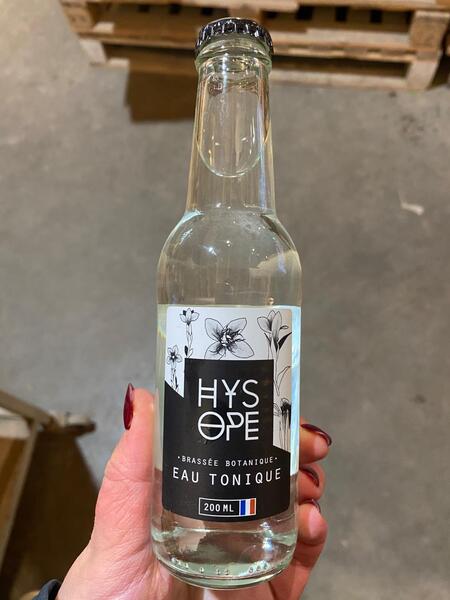 HYS
OPE
· BRASSÉE BOTANIQUE ·
EAU TONIQUE
200 ML